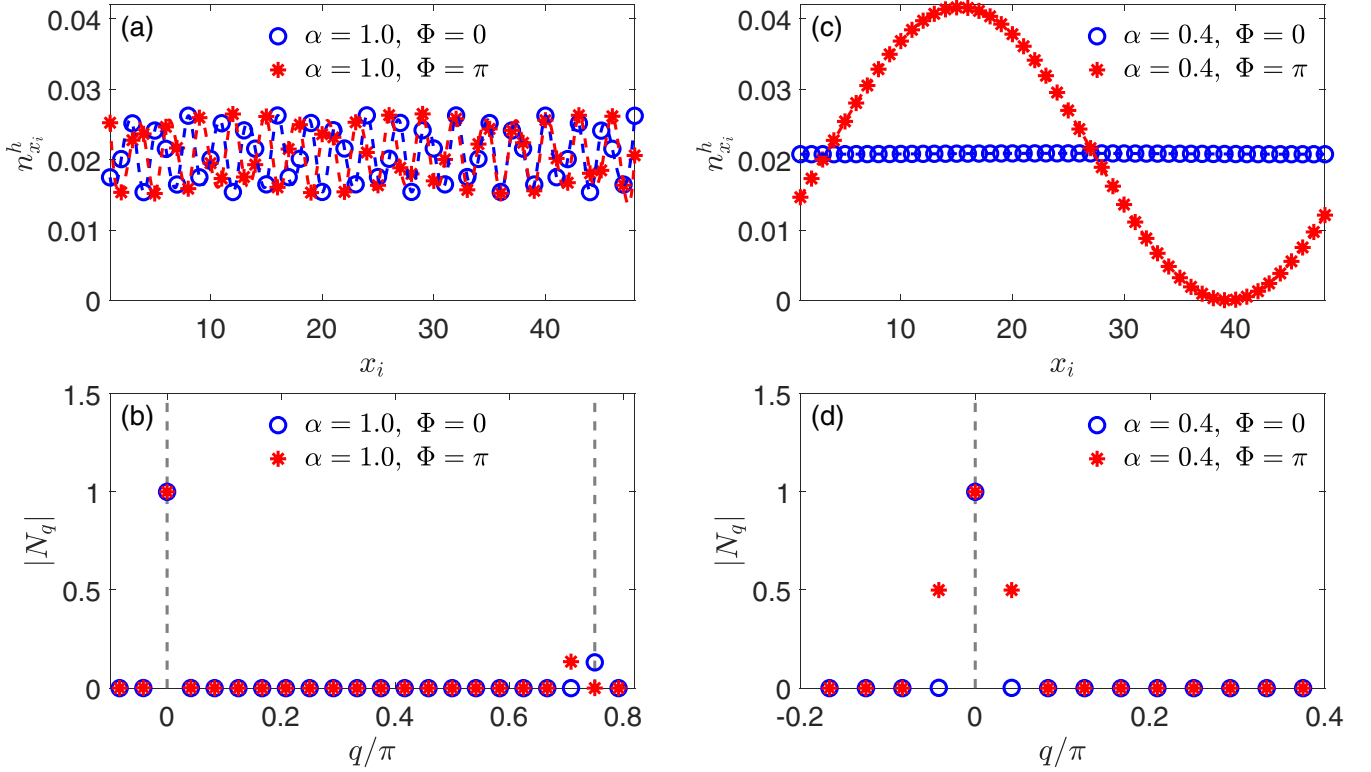 (a)
α = 1.0, Φ = 0
α = 1.0, Φ = π
0.04
0.03
0.02
0.01
0
n^h_{x_i}
10 20 30 40
x_i
(c)
α = 0.4, Φ = 0
α = 0.4, Φ = π
0.04
0.03
0.02
0.01
0
n^h_{x_i}
10 20 30 40
x_i
(b)
α = 1.0, Φ = 0
α = 1.0, Φ = π
1.5
1
0.5
0
|N_q|
0 0.2 0.4 0.6 0.8
q/π
(d)
α = 0.4, Φ = 0
α = 0.4, Φ = π
1.5
1
0.5
0
|N_q|
-0.2 0 0.2 0.4
q/π